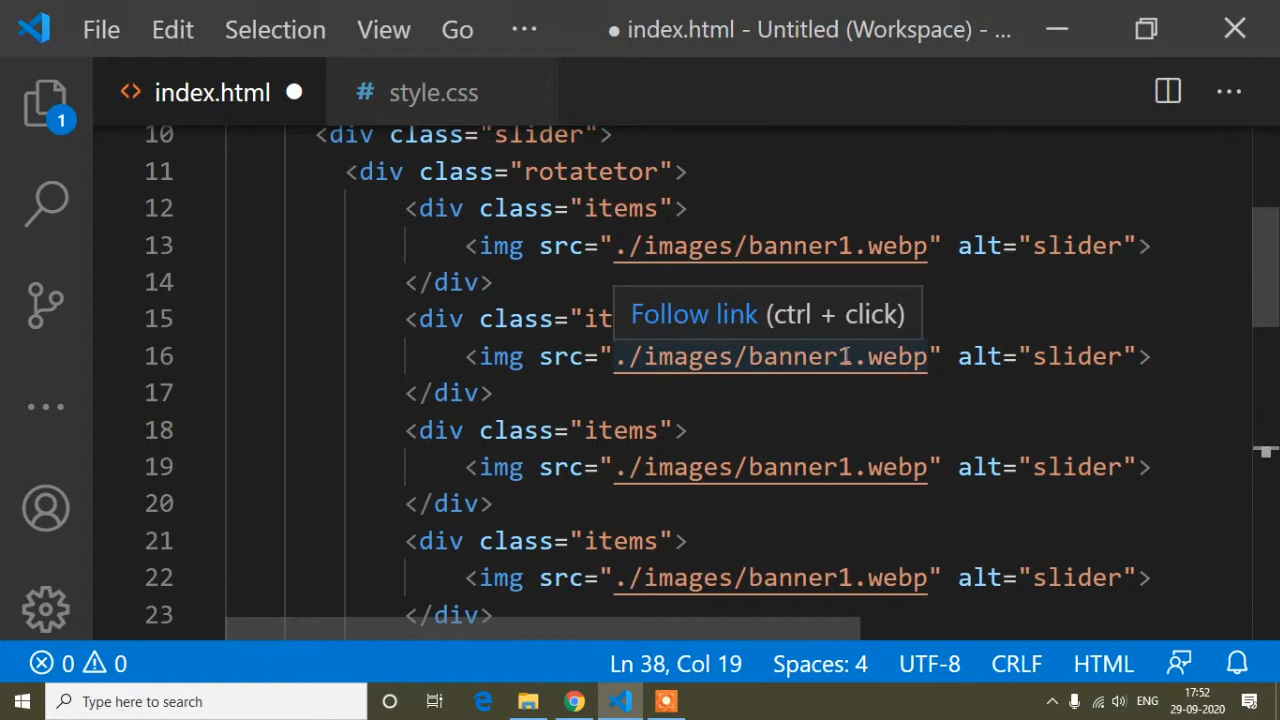 File Edit Selection View Go ··· ● index.html - Untitled (Workspace) - ...
<> index.html ● # style.css ···
10 <div class="slider">
11 <div class="rotatetor">
12 <div class="items">
13 <img src="./images/banner1.webp" alt="slider">
14 </div>
15 <div class="it
Follow link (ctrl + click)
16 <img src="./images/banner1.webp" alt="slider">
17 </div>
18 <div class="items">
19 <img src="./images/banner1.webp" alt="slider">
20 </div>
21 <div class="items">
22 <img src="./images/banner1.webp" alt="slider">
23 </div>
1
0 0 Ln 38, Col 19 Spaces: 4 UTF-8 CRLF HTML
Type here to search ENG 17:52
29-09-2020